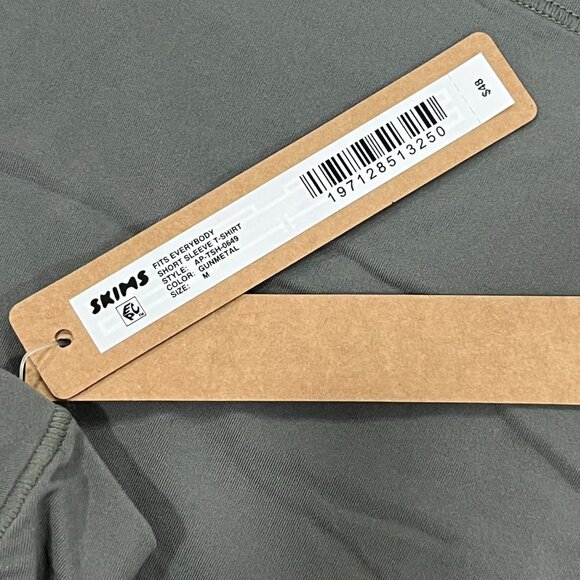 SKIMS
FITS EVERYBODY
SHORT SLEEVE T-SHIRT
STYLE: AP-TSH-0649
COLOR: GUNMETAL
SIZE: M
197128513250
$48